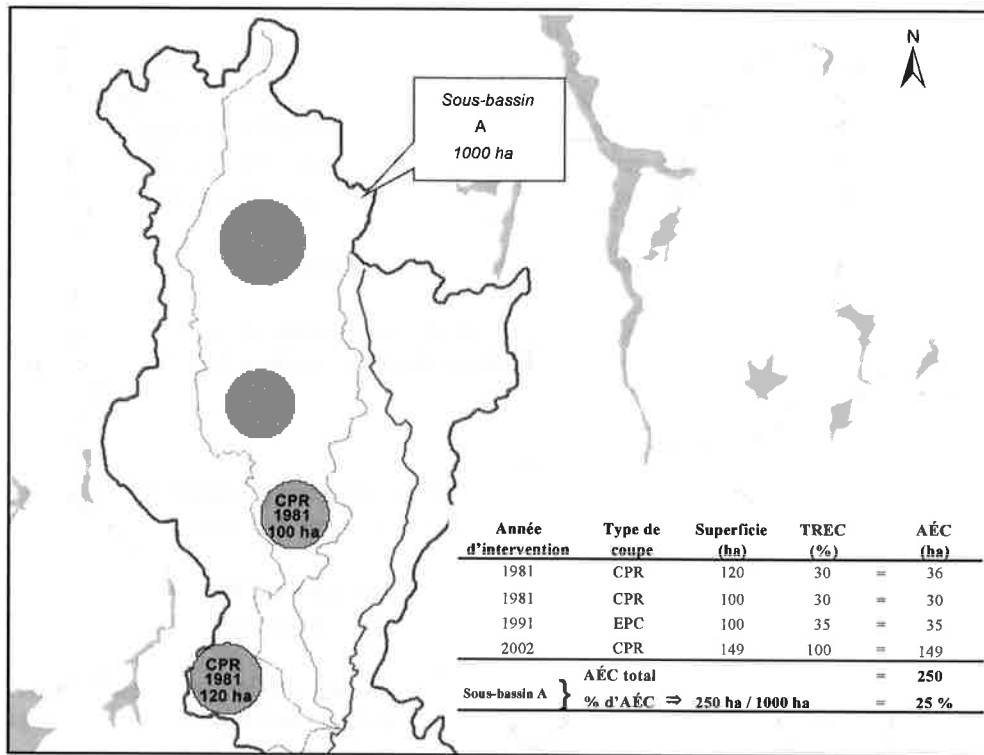 N
Sous-bassin
A
1000 ha
CPR
1981
100 ha
CPR
1981
120 ha
Année d'intervention Type de coupe Superficie (ha) TREC (%) AÉC (ha)
1981 CPR 120 30 = 36
1981 CPR 100 30 = 30
1991 EPC 100 35 = 35
2002 CPR 149 100 = 149
AÉC total = 250
Sous-bassin A } % d'AÉC ⇒ 250 ha / 1000 ha = 25 %